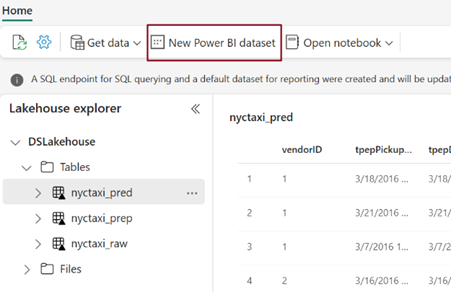 Home
Get data
New Power BI dataset
Open notebook
A SQL endpoint for SQL querying and a default dataset for reporting were created and will be
Lakehouse explorer
DSLakehouse
Tables
nyctaxi_pred
nyctaxi_prep
nyctaxi_raw
Files
nyctaxi_pred
vendorID tpepPickup...
1 1 3/18/2016 ... 3/18/
2 1 3/21/2016 ... 3/21/
3 1 3/7/2016 1... 3/7/
4 2 3/16/2016 ... 3/16/